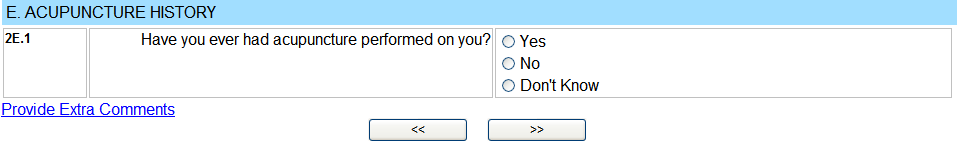 E. ACUPUNCTURE HISTORY
2E.1 Have you ever had acupuncture performed on you? Yes
No
Don't Know
Provide Extra Comments
<< >>